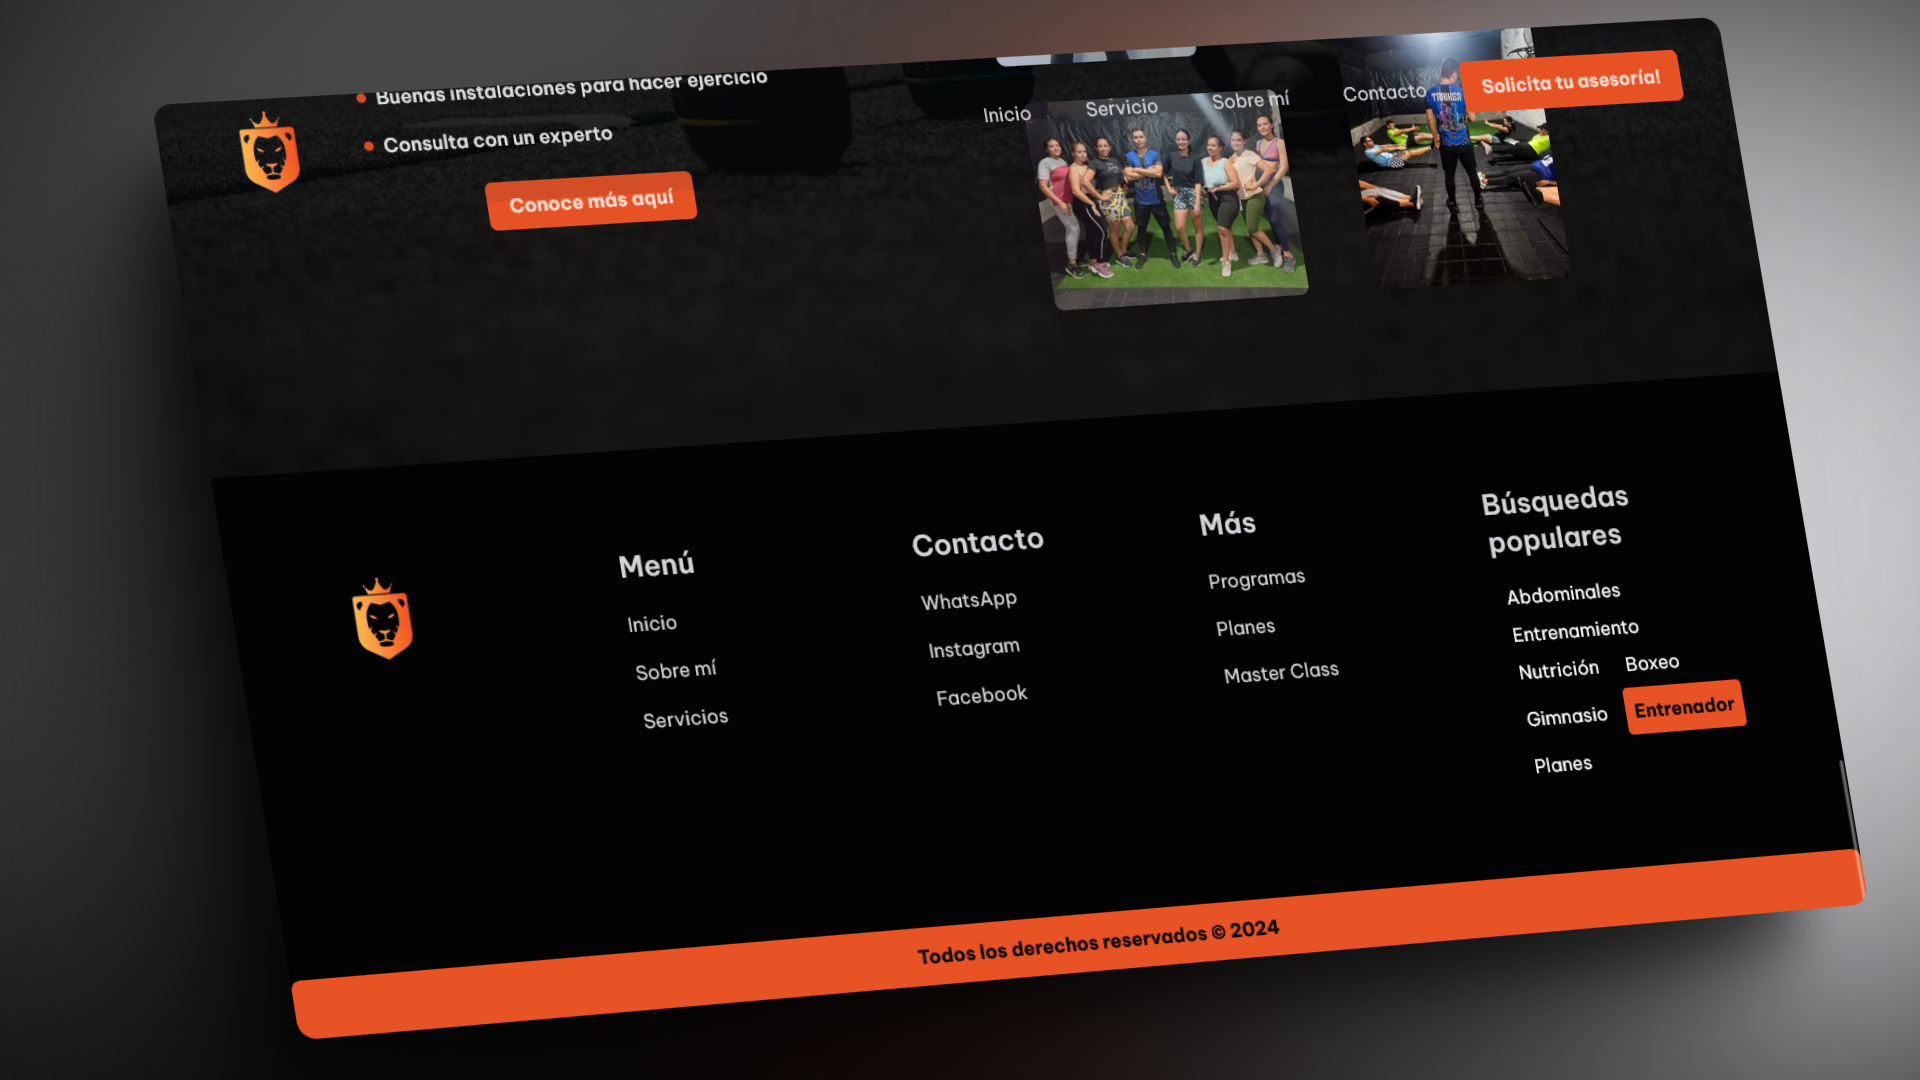 Buenas instalaciones para hacer ejercicio
Consulta con un experto
Conoce más aquí
Inicio
Servicio
Sobre mí
Contacto
Solicita tu asesoría!
TRAINER
Menú
Inicio
Sobre mí
Servicios
Contacto
WhatsApp
Instagram
Facebook
Más
Programas
Planes
Master Class
Búsquedas
populares
Abdominales
Entrenamiento
Nutrición Boxeo
Gimnasio Entrenador
Planes
Todos los derechos reservados © 2024